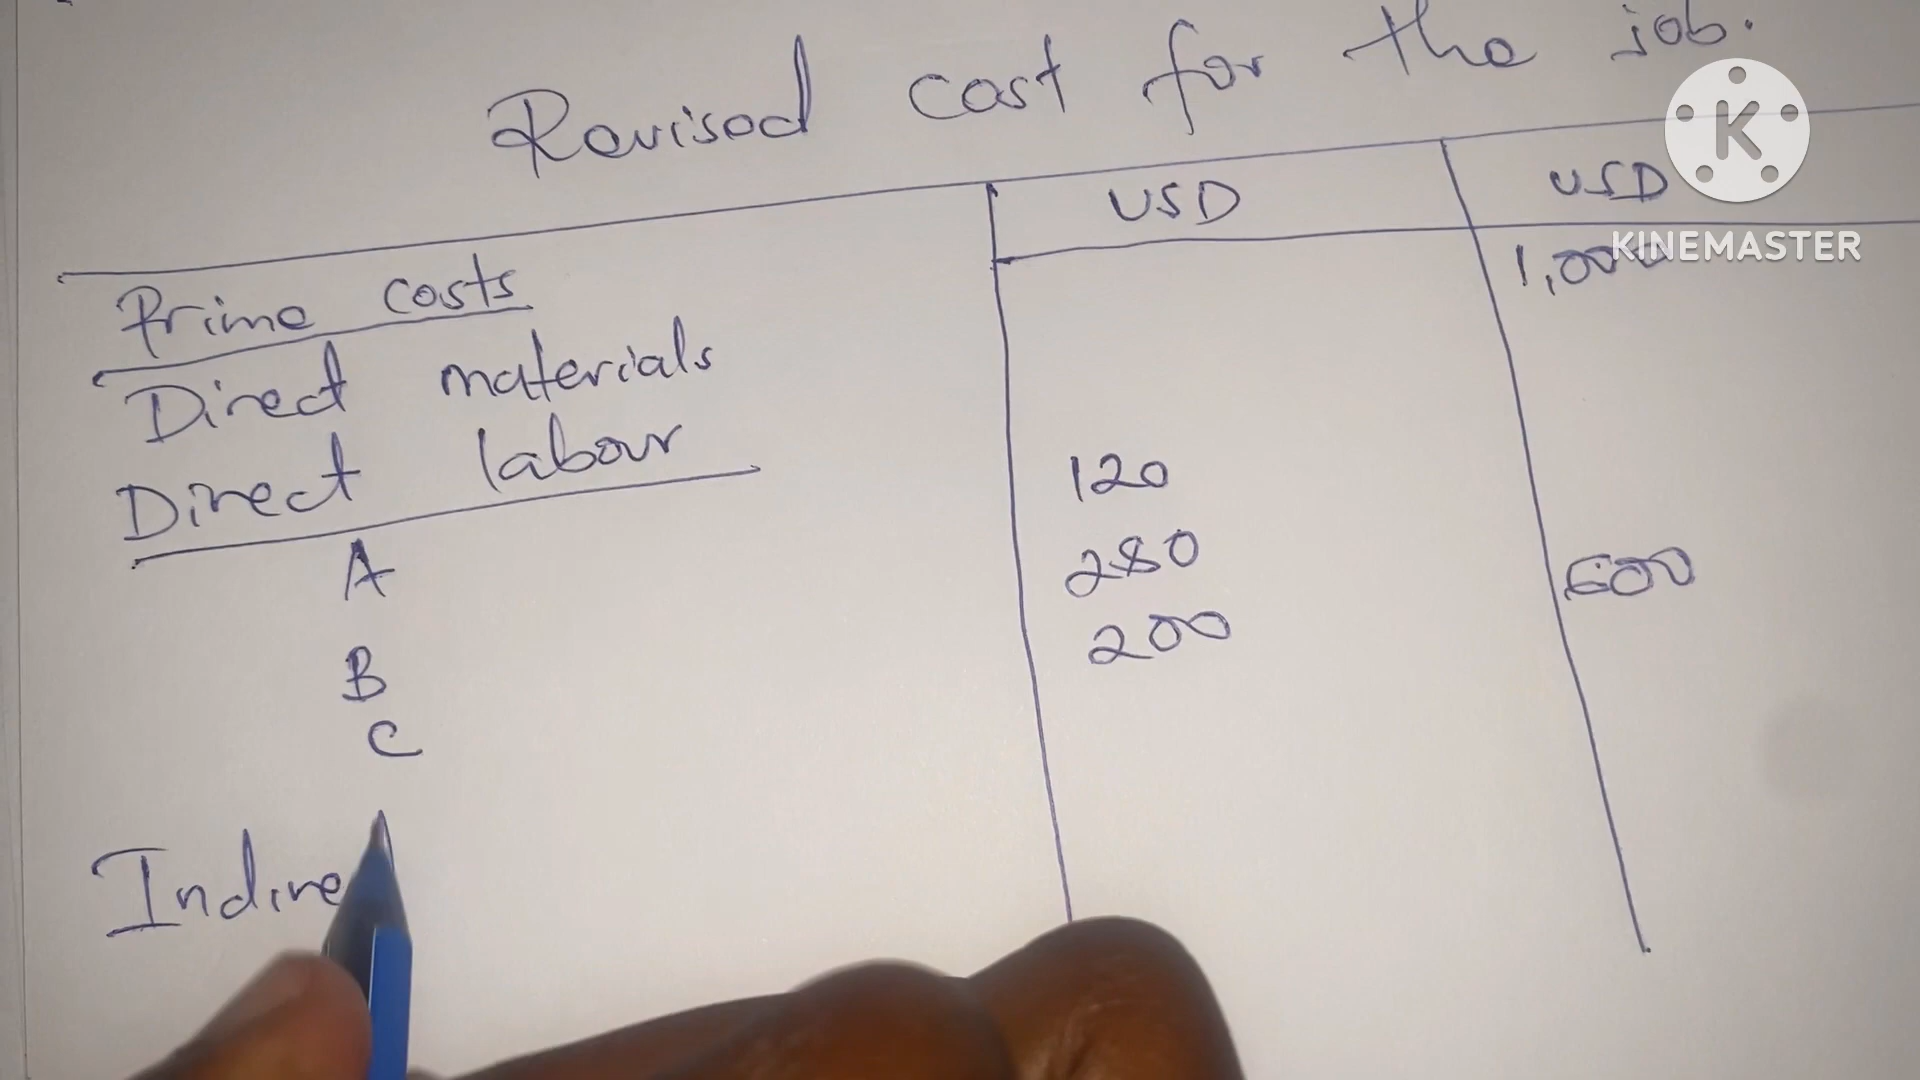 Revised cost for the job.
USD USD
KINEMASTER
Prime costs 1,000
Direct materials
Direct labour
A 120
B 280 600
C 200
Indire